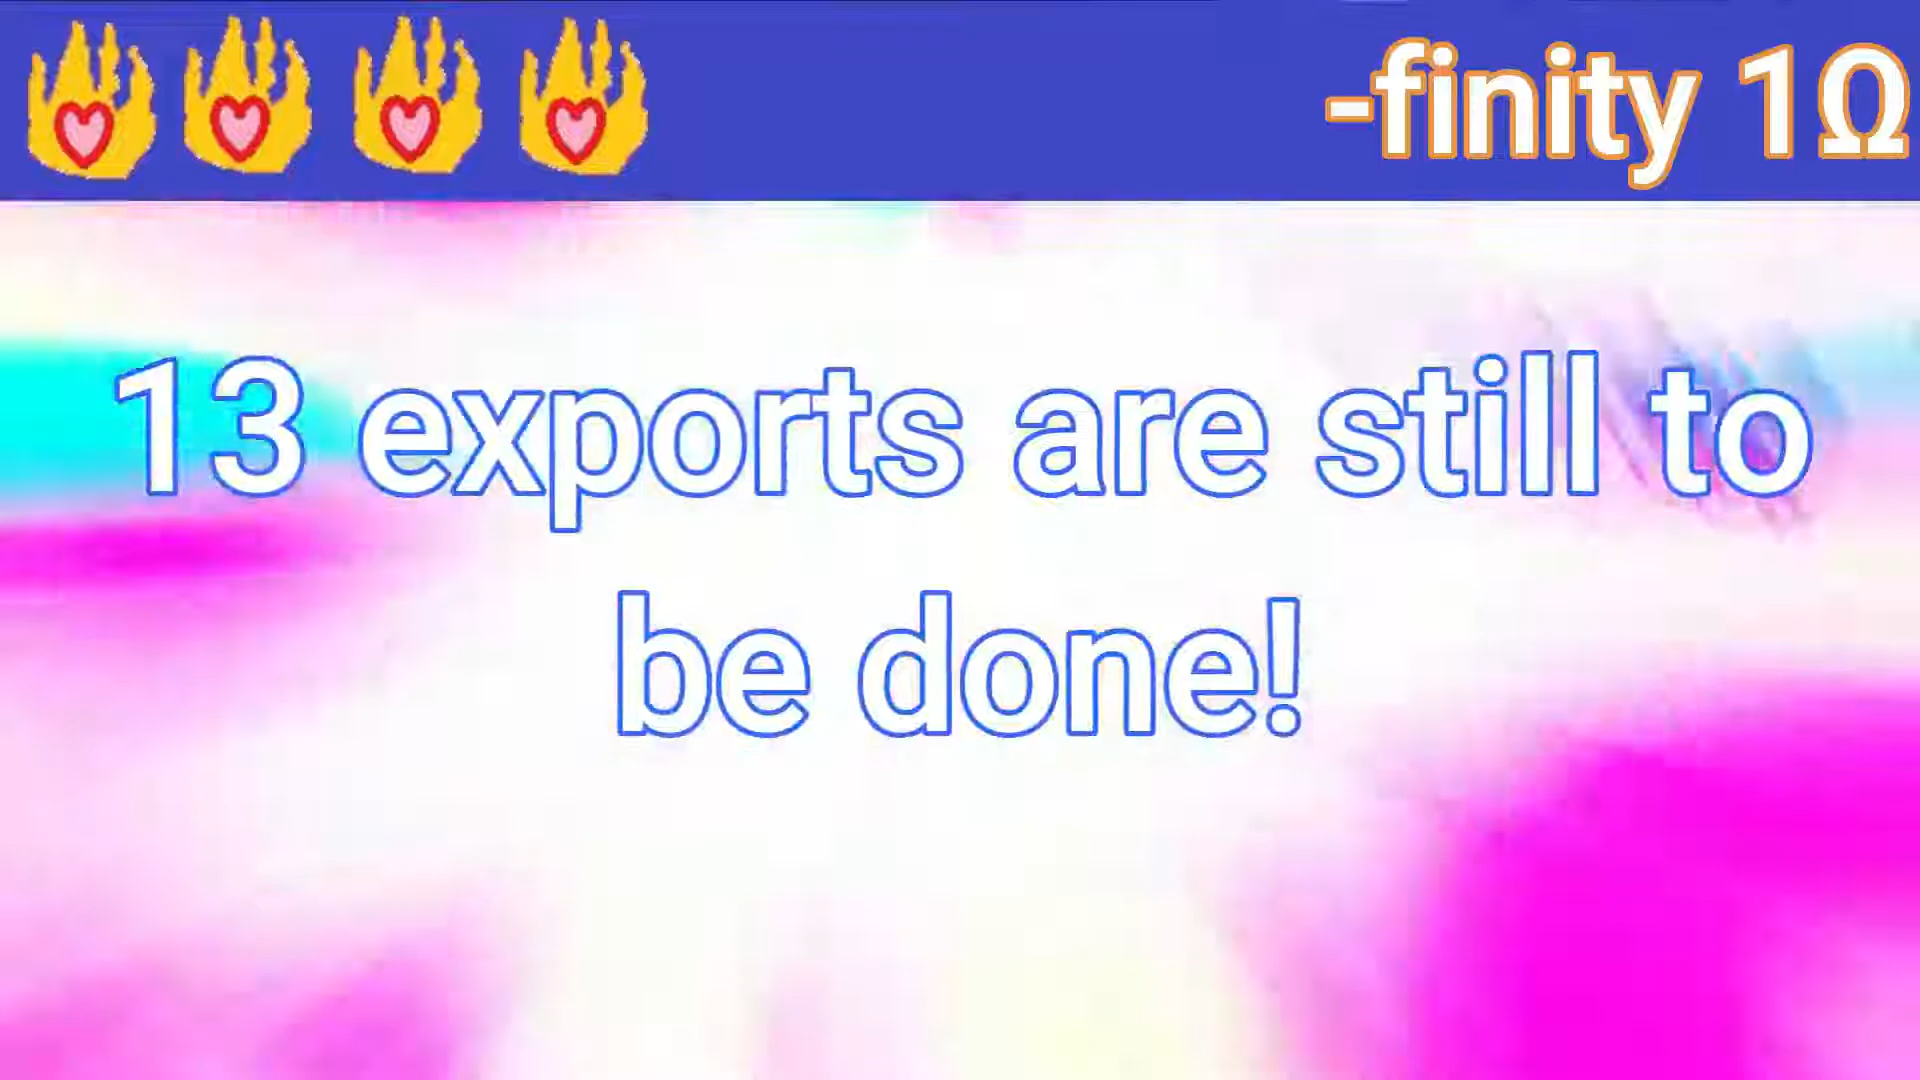 -finity 1Ω
13 exports are still to
be done!